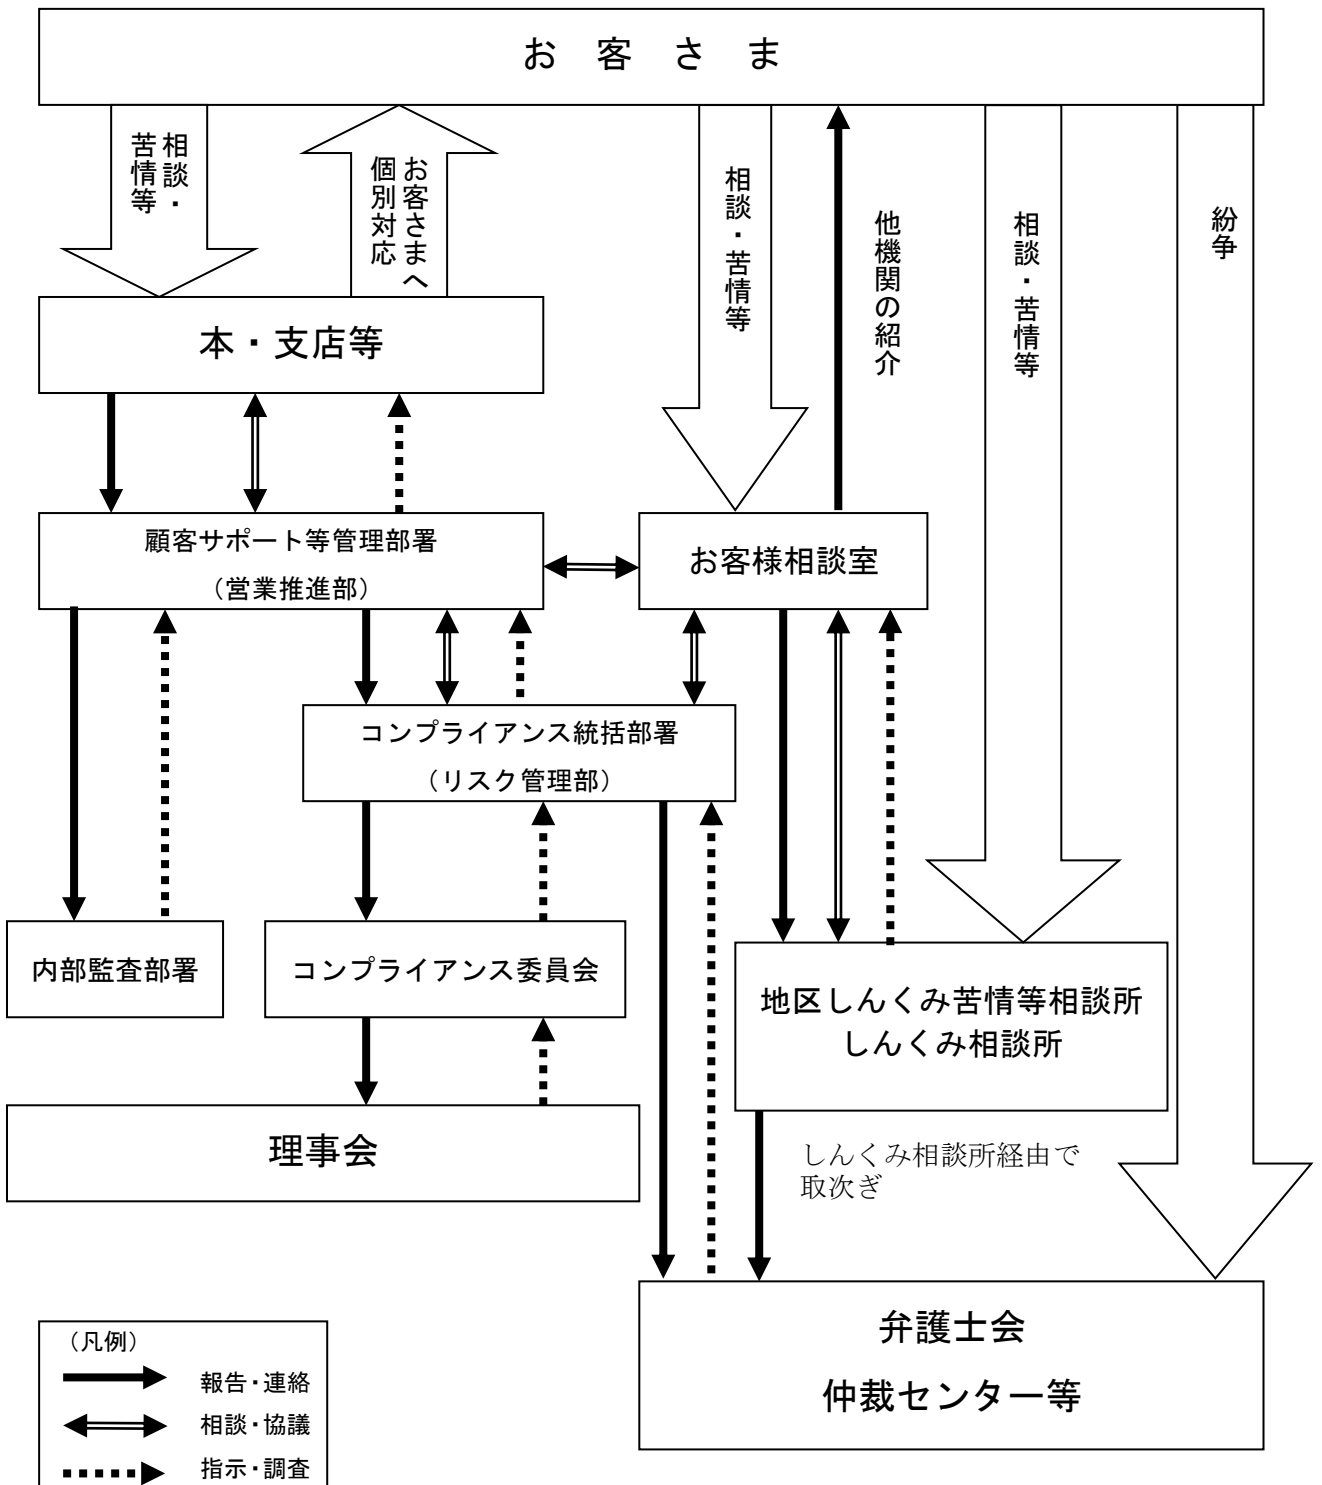 お 客 さ ま
相談・
苦情等
お客さまへ
個別対応
相談・苦情等
他機関の紹介
相談・苦情等
紛争
本・支店等
顧客サポート等管理部署
（営業推進部）
お客様相談室
コンプライアンス統括部署
（リスク管理部）
内部監査部署
コンプライアンス委員会
地区しんくみ苦情等相談所
しんくみ相談所
理事会
しんくみ相談所経由で
取次ぎ
弁護士会
仲裁センター等
（凡例）
報告・連絡
相談・協議
指示・調査